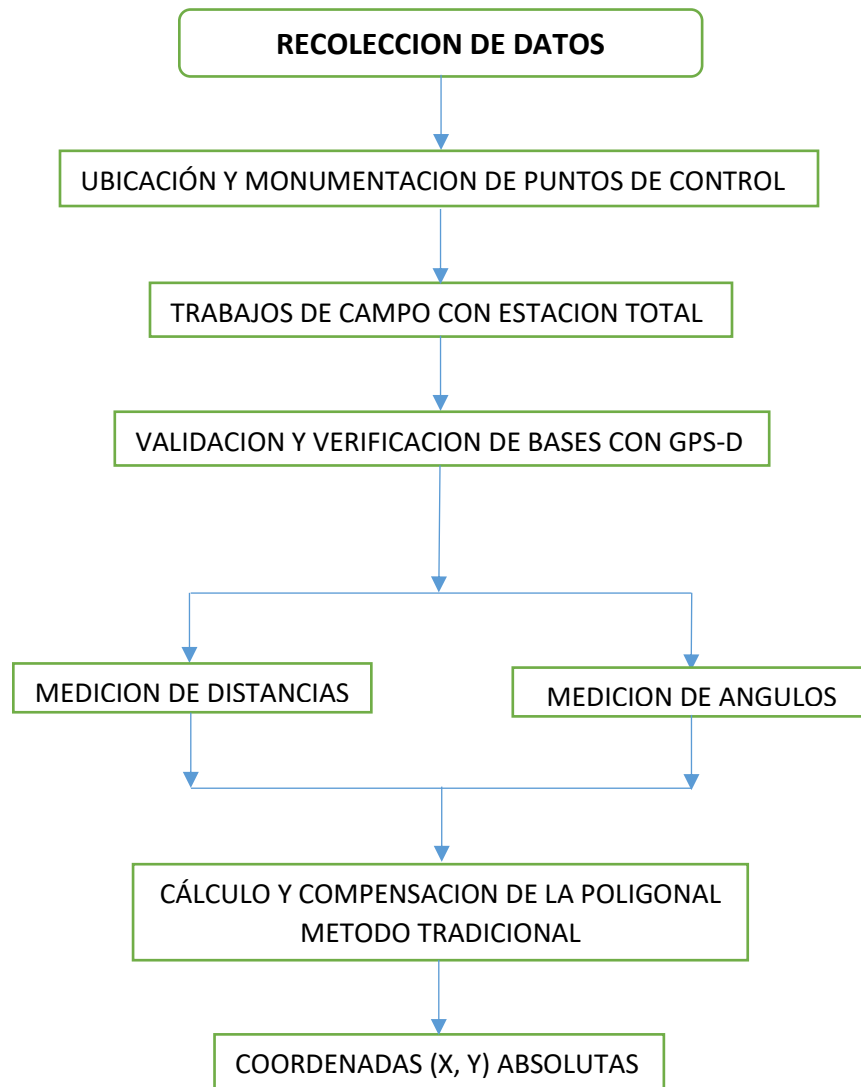 RECOLECCION DE DATOS
UBICACIÓN Y MONUMENTACION DE PUNTOS DE CONTROL
TRABAJOS DE CAMPO CON ESTACION TOTAL
VALIDACION Y VERIFICACION DE BASES CON GPS-D
MEDICION DE DISTANCIAS
MEDICION DE ANGULOS
CÁLCULO Y COMPENSACION DE LA POLIGONAL
METODO TRADICIONAL
COORDENADAS (X, Y) ABSOLUTAS